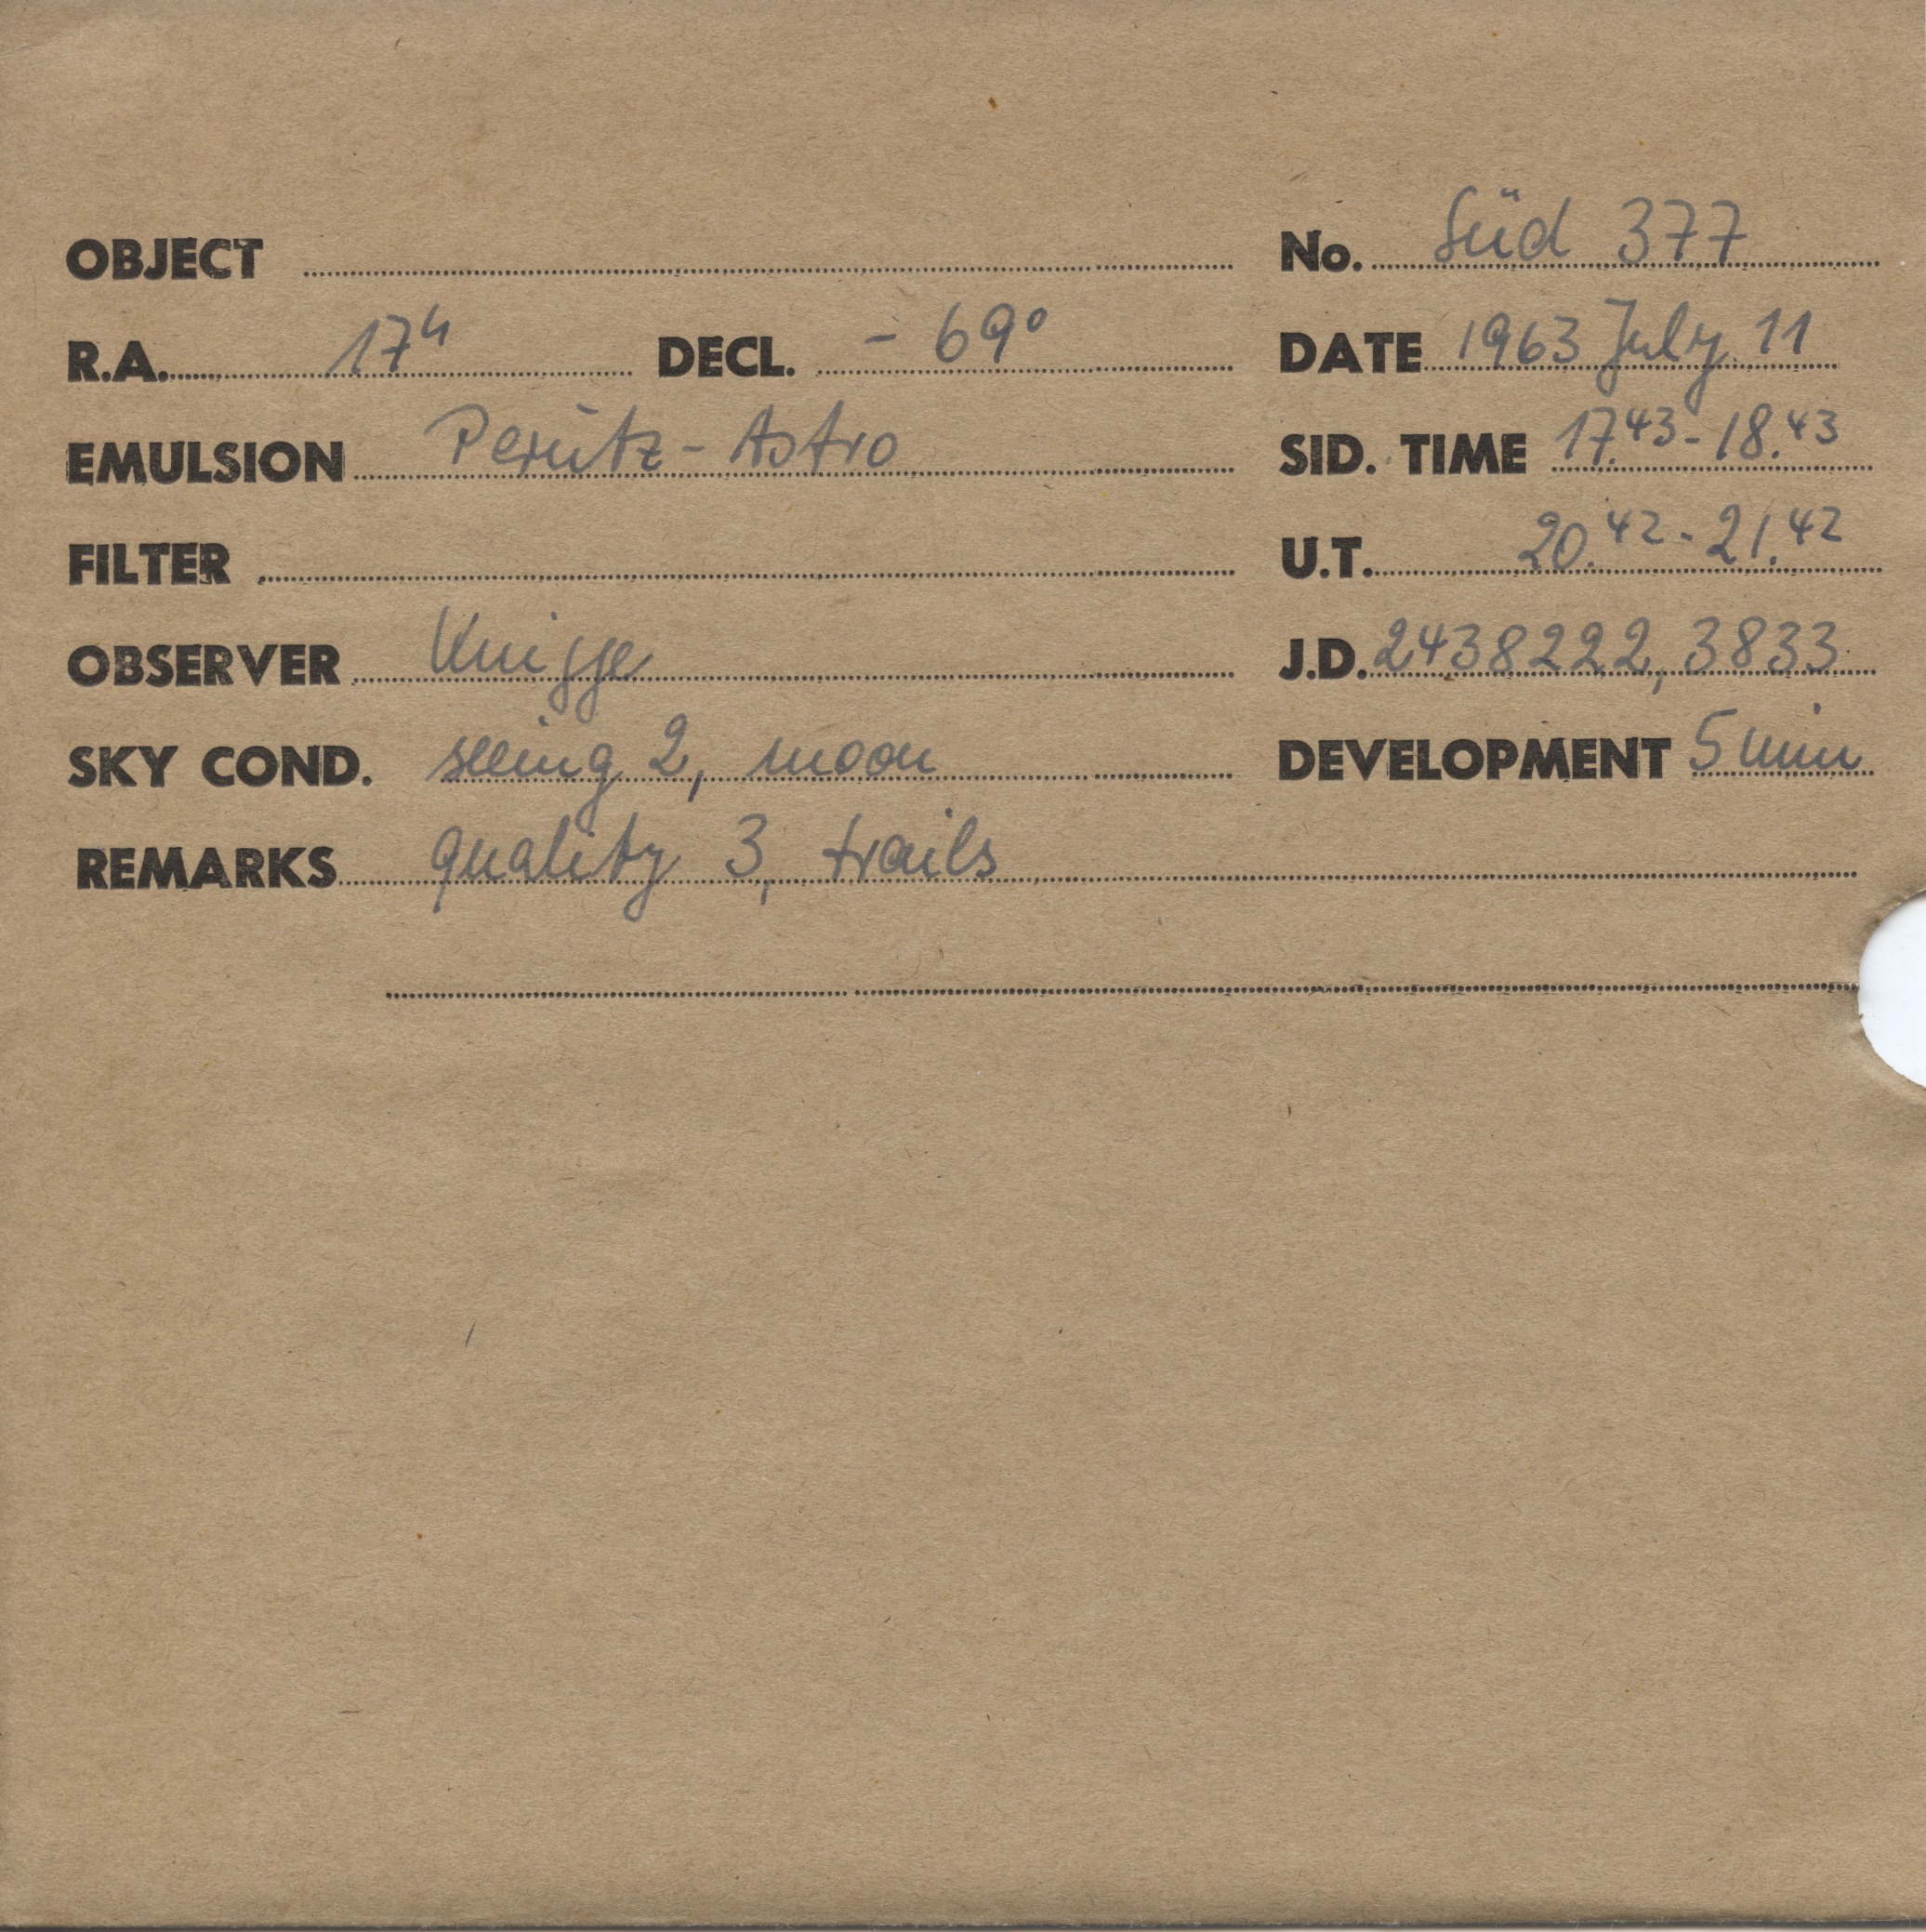 OBJECT No. Süd 377
R.A. 17h DECL. - 69° DATE 1963 July 11
EMULSION Perutz-Astro SID. TIME 17.43-18.43
FILTER U.T. 20.42-21.42
OBSERVER Knigge J.D. 2438222,3833
SKY COND. seeing 2, moon DEVELOPMENT 5 min
REMARKS quality 3, trails